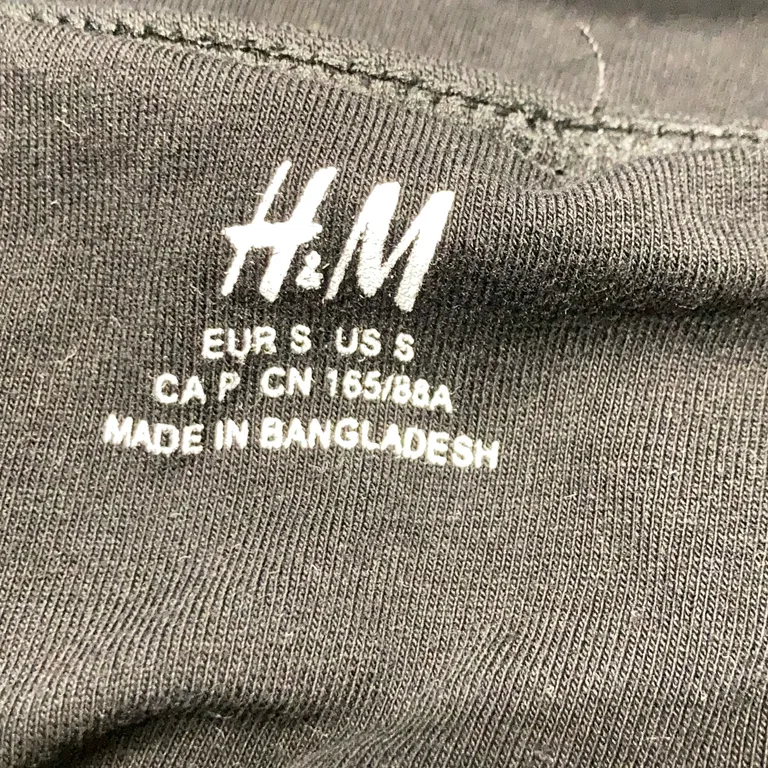 H&M
EUR S US S
CA P CN 165/88A
MADE IN BANGLADESH